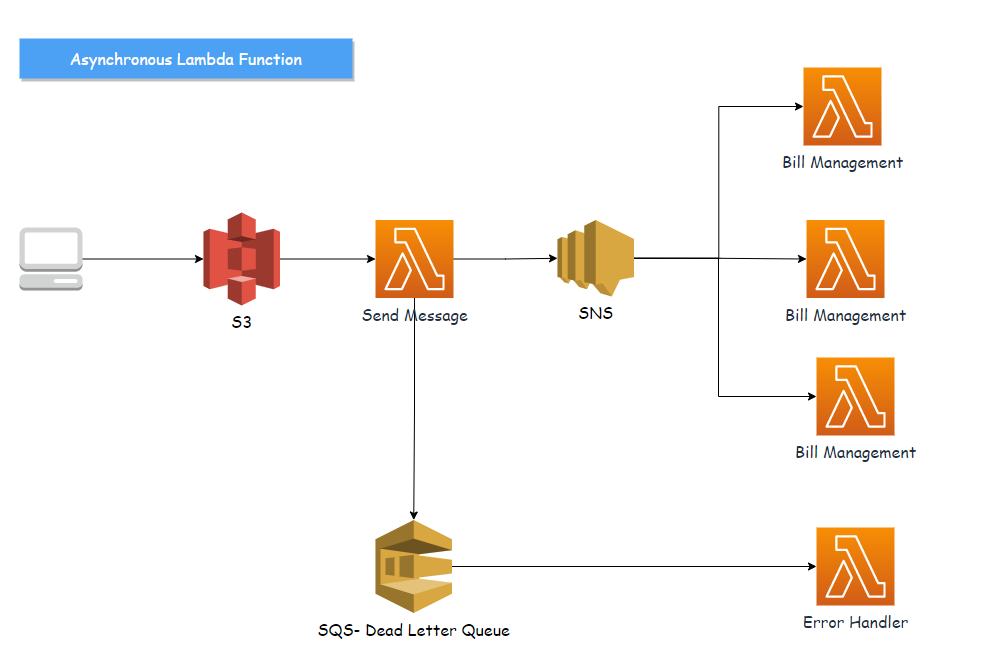 Asynchronous Lambda Function
Bill Management
S3
Send Message
SNS
Bill Management
Bill Management
SQS- Dead Letter Queue
Error Handler